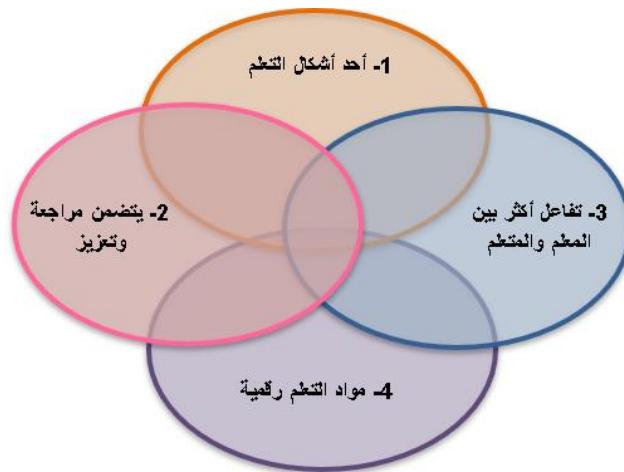 1- أحد أشكال التعلم
2- يتضمن مراجعة
وتعزيز
3- تفاعل أكثر بين
المعلم والمتعلم
4- مواد التعلم رقمية